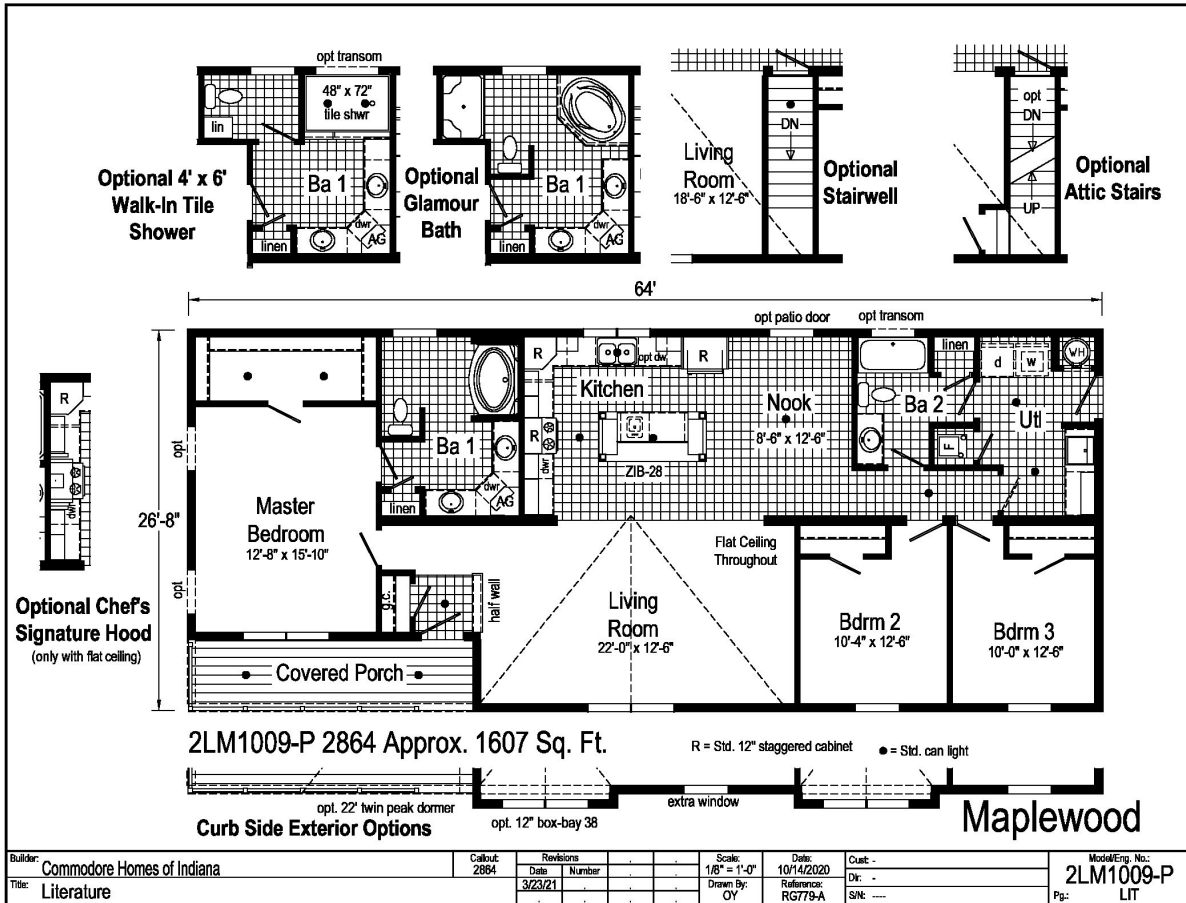 opt transom
48" x 72"
tile shwr
lin
Ba 1
dwr
AG
linen
Optional 4' x 6'
Walk-In Tile
Shower
Optional
Glamour
Bath
Ba 1
dwr
AG
linen
Living
Room
18'-6" x 12'-6"
DN
Optional
Stairwell
opt
DN
UP
Optional
Attic Stairs
64'
26'-8"
R
dwr
Optional Chef's
Signature Hood
(only with flat ceiling)
opt
opt
Master
Bedroom
12'-8" x 15'-10"
Ba 1
linen
dwr
AG
R
opt dw
R
Kitchen
R
dwr
G
ZIB-28
opt patio door
Nook
8'-6" x 12'-6"
opt transom
linen
Ba 2
F
d
w
WH
Utl
g.c.
half wall
Flat Ceiling
Throughout
Living
Room
22'-0" x 12'-6"
Bdrm 2
10'-4" x 12'-6"
Bdrm 3
10'-0" x 12'-6"
Covered Porch
2LM1009-P 2864 Approx. 1607 Sq. Ft.
R = Std. 12" staggered cabinet
● = Std. can light
opt. 22' twin peak dormer
Curb Side Exterior Options
opt. 12" box-bay 38
extra window
Maplewood
Builder: Commodore Homes of Indiana
Title: Literature
Callout: 2864
Revisions
Date Number
3/23/21
Scale: 1/8" = 1'-0"
Drawn By: OY
Date: 10/14/2020
Reference: RG779-A
Cust: -
Dir: -
S/N: ----
Model/Eng. No.: 2LM1009-P
Pg.: LIT